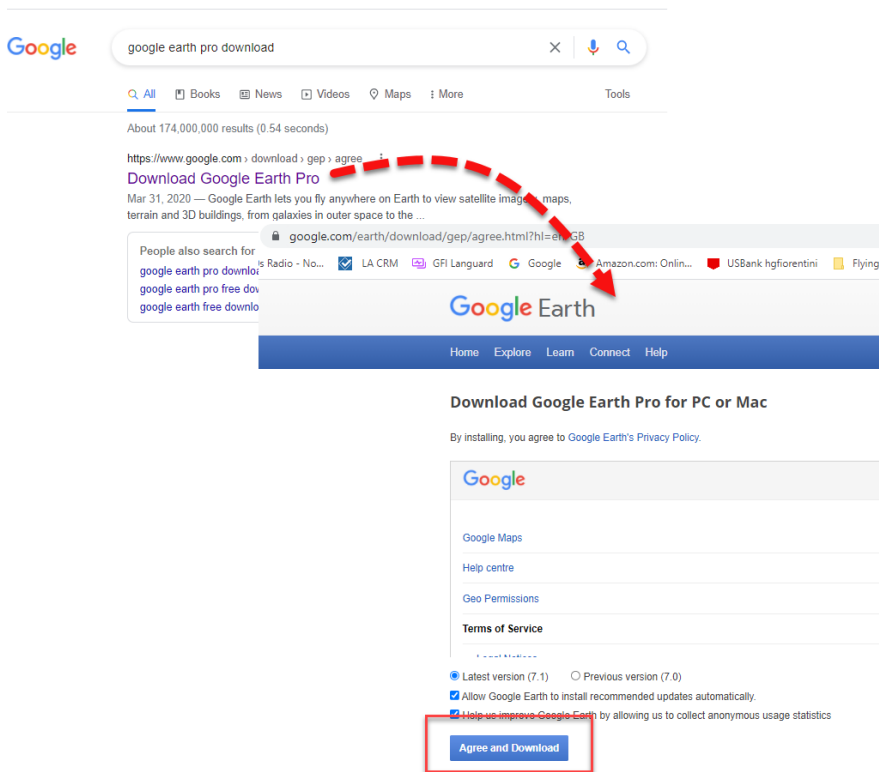 Google
google earth pro download
All Books News Videos Maps More Tools
About 174,000,000 results (0.54 seconds)
https://www.google.com › download › gep › agree
Download Google Earth Pro
Mar 31, 2020 — Google Earth lets you fly anywhere on Earth to view satellite imagery, maps,
terrain and 3D buildings, from galaxies in outer space to the ...
People also search for
google earth pro downloa
google earth pro free dow
google earth free downlo
google.com/earth/download/gep/agree.html?hl=en-GB
s Radio - No... LA CRM GFI Languard Google Amazon.com: Onlin... USBank hgfiorentini Flying
Google Earth
Home Explore Learn Connect Help
Download Google Earth Pro for PC or Mac
By installing, you agree to Google Earth's Privacy Policy.
Google
Google Maps
Help centre
Geo Permissions
Terms of Service
Legal Notices
Latest version (7.1) Previous version (7.0)
Allow Google Earth to install recommended updates automatically.
Help us improve Google Earth by allowing us to collect anonymous usage statistics
Agree and Download